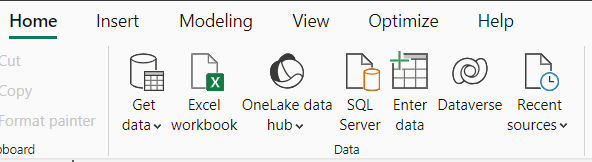 Home Insert Modeling View Optimize Help
Cut
Copy
Format painter
Get data
Excel workbook
OneLake data hub
SQL Server
Enter data
Dataverse
Recent sources
Data